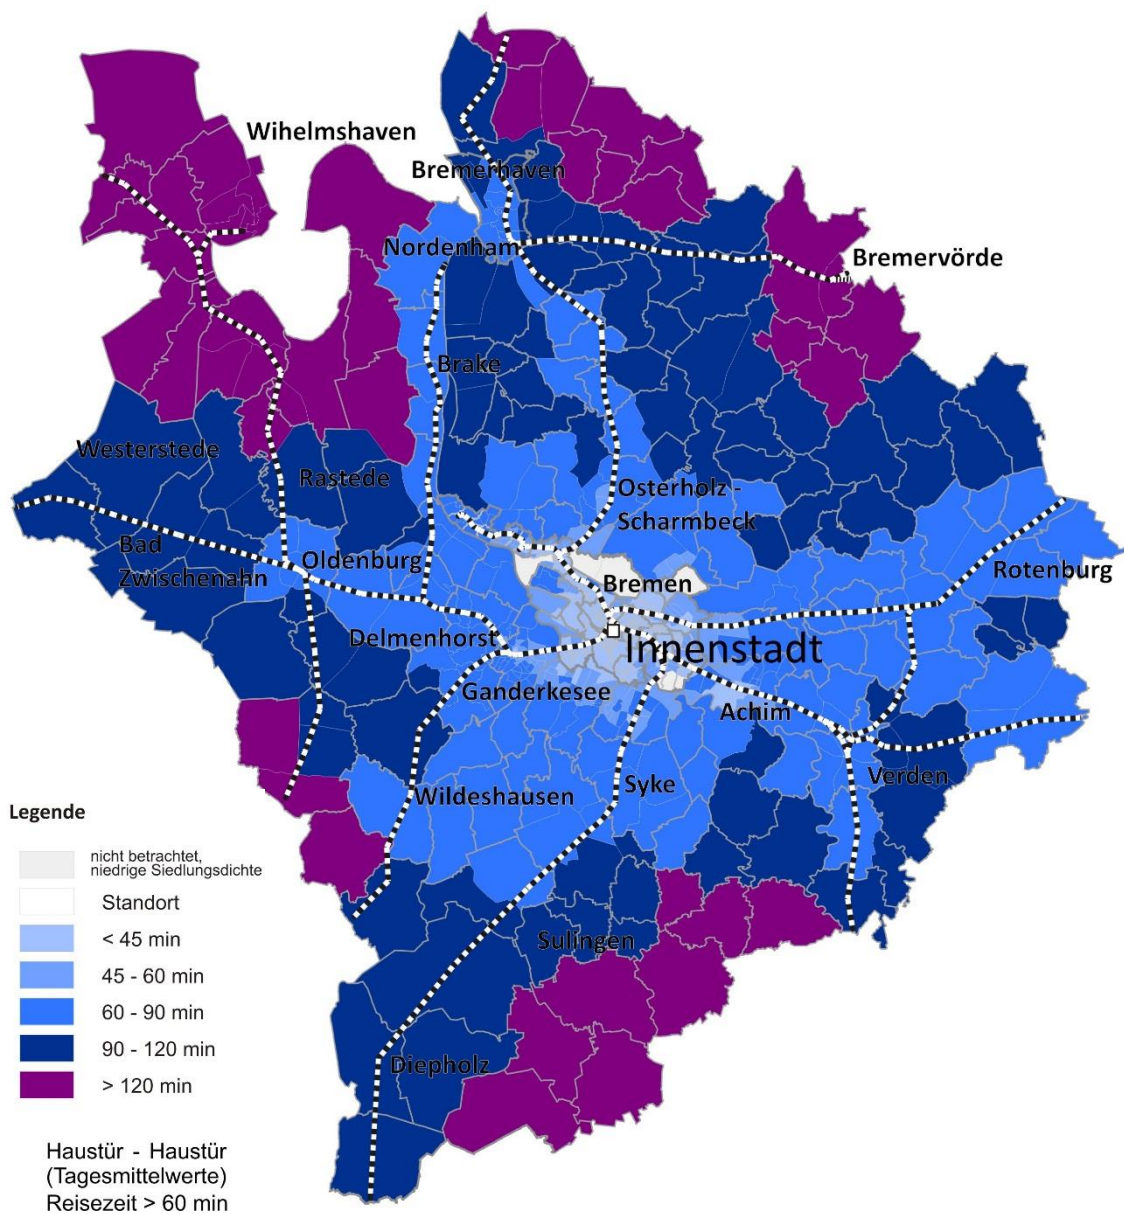 Wihelmshaven
Bremerhaven
Nordenham
Bremervörde
Brake
Westerstede
Rastede
Osterholz -
Scharmbeck
Bad
Zwischenahn
Oldenburg
Bremen
Rotenburg
Delmenhorst
Innenstadt
Ganderkesee
Achim
Verden
Wildeshausen
Syke
Sulingen
Diepholz
Legende
nicht betrachtet,
niedrige Siedlungsdichte
Standort
< 45 min
45 - 60 min
60 - 90 min
90 - 120 min
> 120 min
Haustür - Haustür
(Tagesmittelwerte)
Reisezeit > 60 min